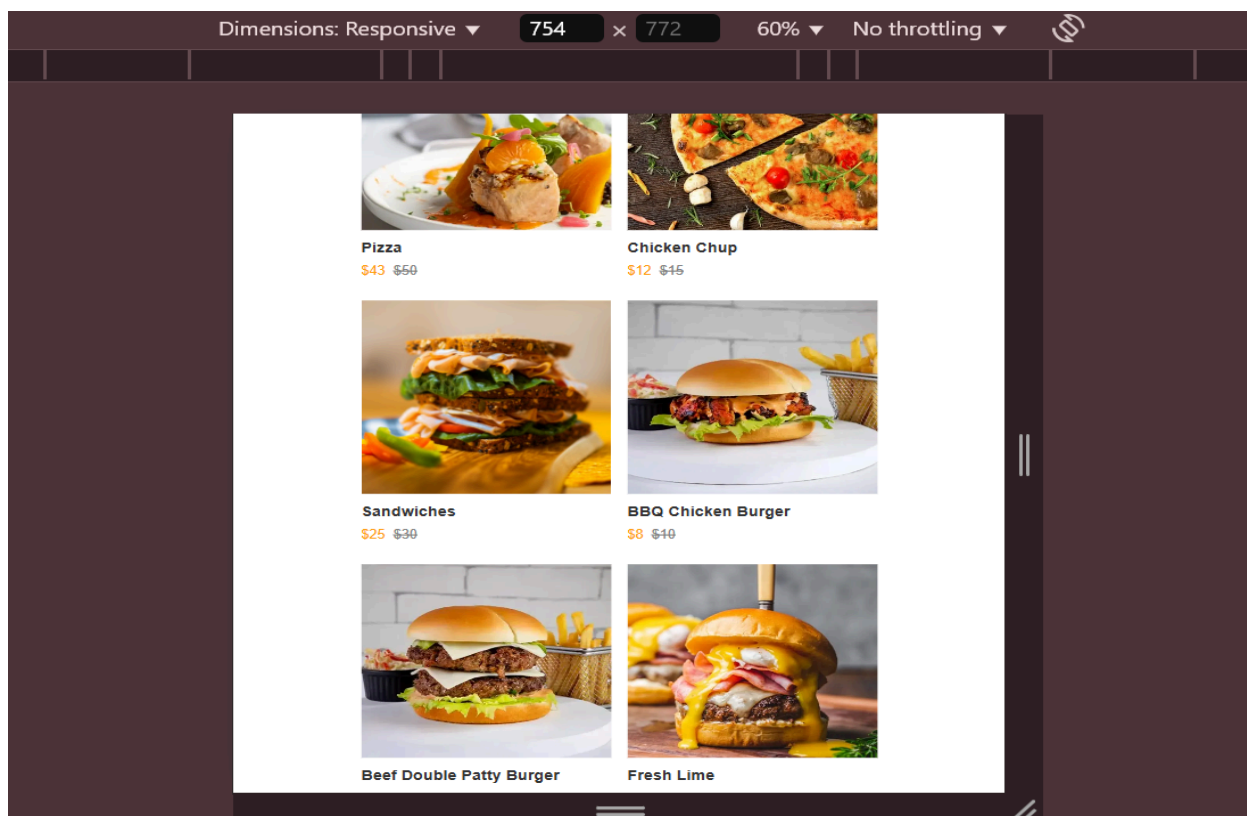 Dimensions: Responsive ▼ 754 × 772 60% ▼ No throttling ▼
Pizza Chicken Chup
$43 $50 $12 $15
Sandwiches BBQ Chicken Burger
$25 $30 $8 $10
Beef Double Patty Burger Fresh Lime